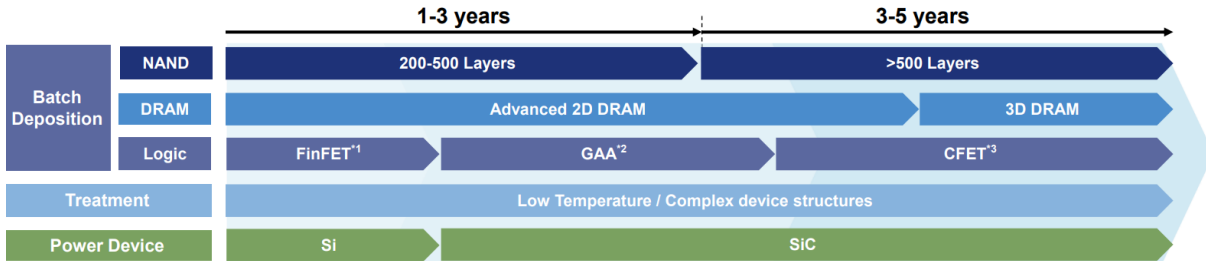 1-3 years
3-5 years
Batch
Deposition
NAND
200-500 Layers
>500 Layers
DRAM
Advanced 2D DRAM
3D DRAM
Logic
FinFET*1
GAA*2
CFET*3
Treatment
Low Temperature / Complex device structures
Power Device
Si
SiC